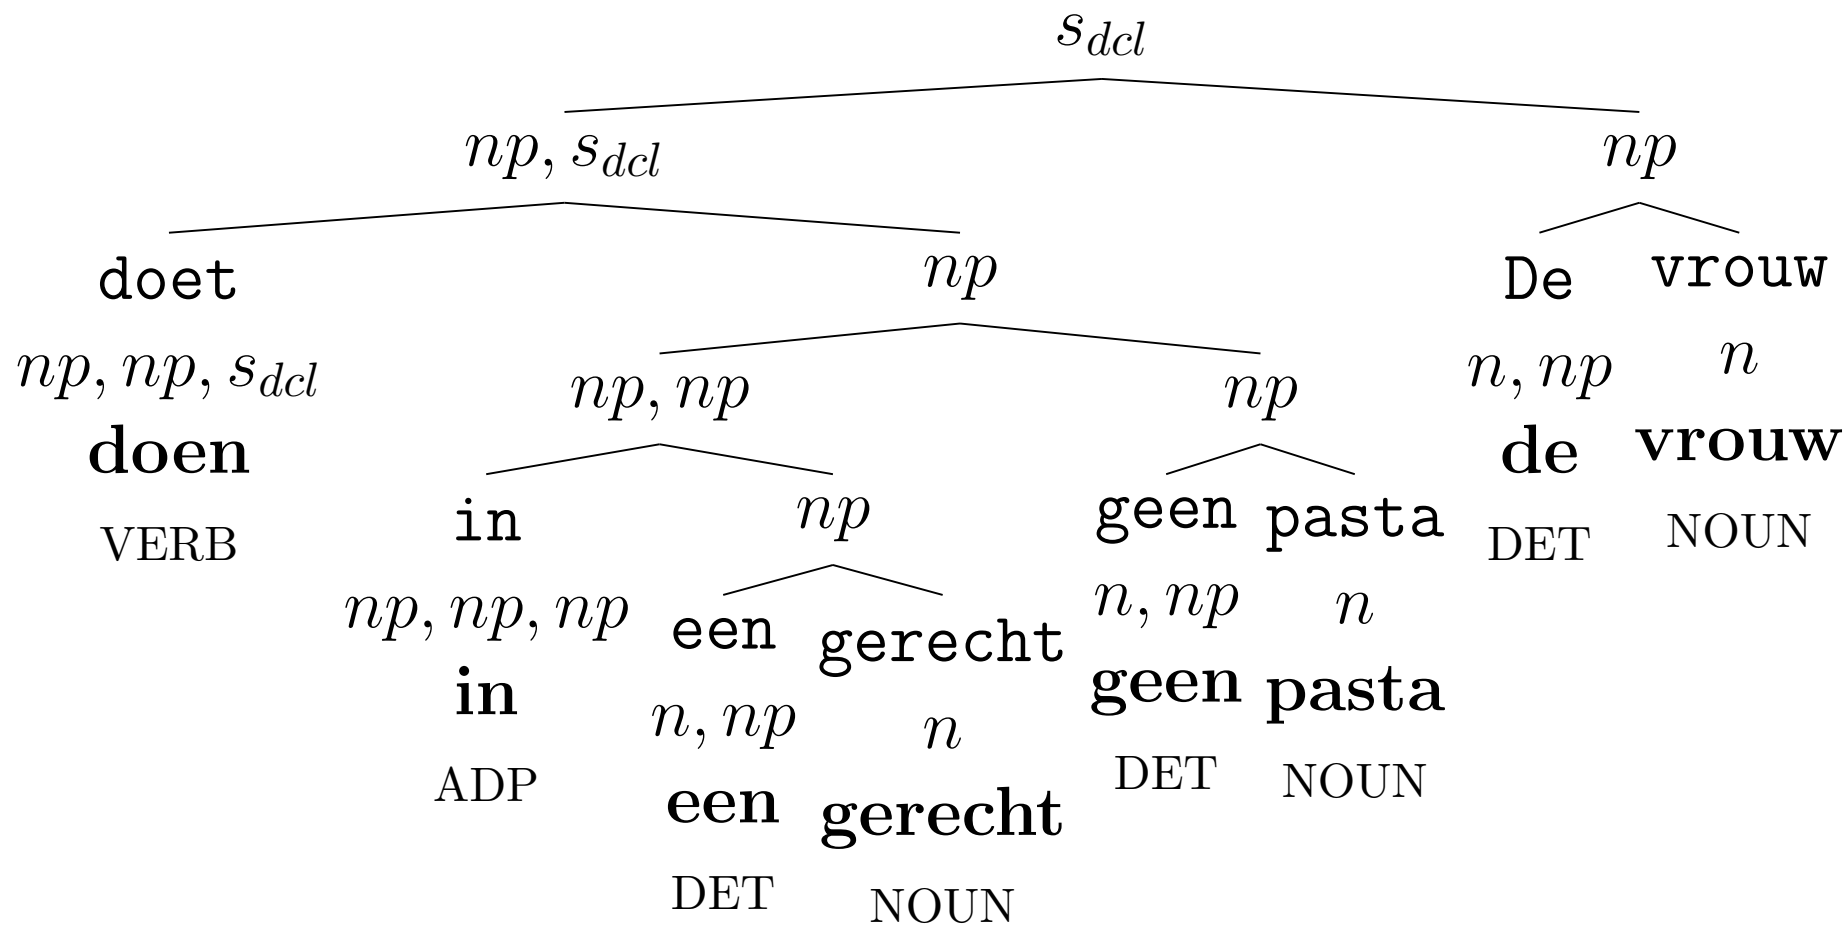 s_dcl
np, s_dcl np
doet np De vrouw
np, np, s_dcl np, np np n, np n
doen de vrouw
VERB in np geen pasta DET NOUN
np, np, np een gerecht n, np n
in n, np n geen pasta
ADP een gerecht DET NOUN
DET NOUN